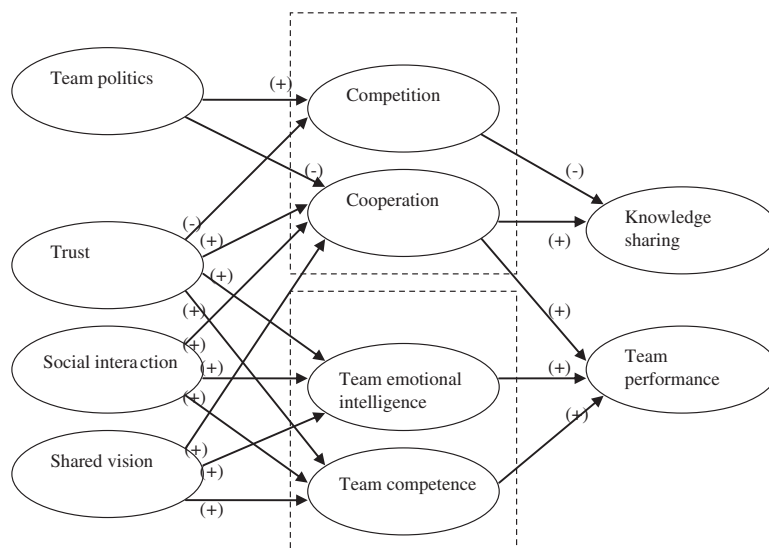 Team politics
(+)
Competition
(-)
Cooperation
(-)
Knowledge
sharing
(-)
(+)
(+)
Trust
(+)
(+)
(+)
Social interaction
(+)
(+)
(+)
Team emotional
intelligence
(+)
Team
performance
(+)
(+)
Shared vision
(+)
(+)
Team competence
(+)